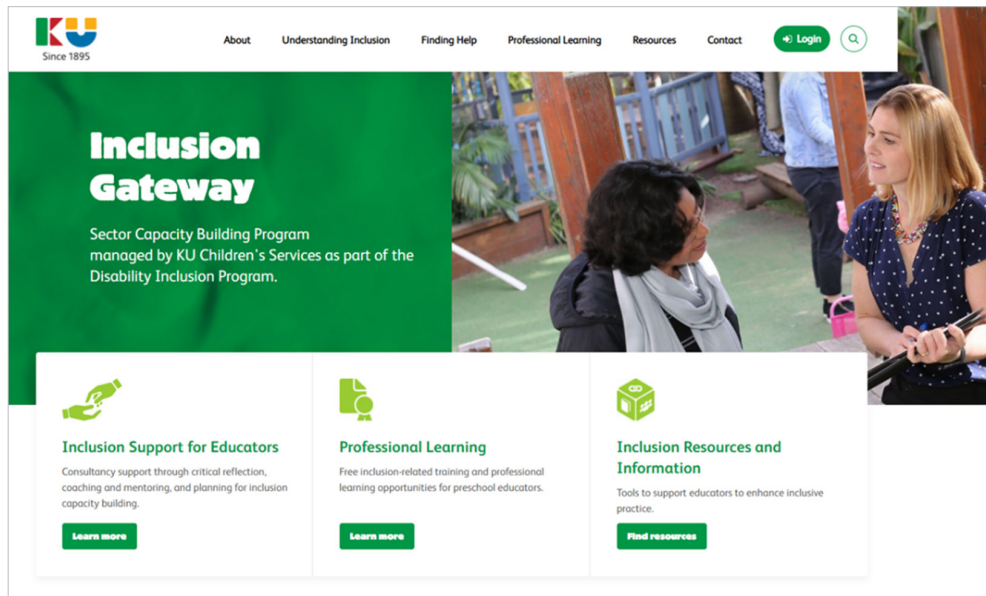 KU
Since 1895
About Understanding Inclusion Finding Help Professional Learning Resources Contact Login
Inclusion
Gateway
Sector Capacity Building Program
managed by KU Children's Services as part of the
Disability Inclusion Program.
Inclusion Support for Educators
Consultancy support through critical reflection,
coaching and mentoring, and planning for inclusion
capacity building.
Learn more
Professional Learning
Free inclusion-related training and professional
learning opportunities for preschool educators.
Learn more
Inclusion Resources and
Information
Tools to support educators to enhance inclusive
practice.
Find resources